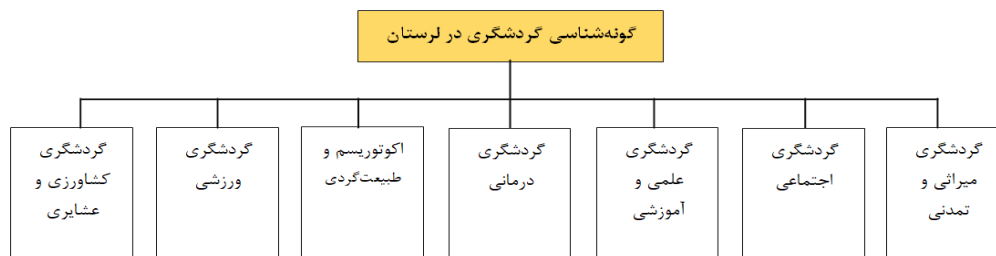 گونه‌شناسی گردشگری در لرستان
گردشگری
میراثی و
تمدنی
گردشگری
اجتماعی
گردشگری
علمی و
آموزشی
گردشگری
درمانی
اکوتوریسم و
طبیعت‌گردی
گردشگری
ورزشی
گردشگری
کشاورزی و
عشایری